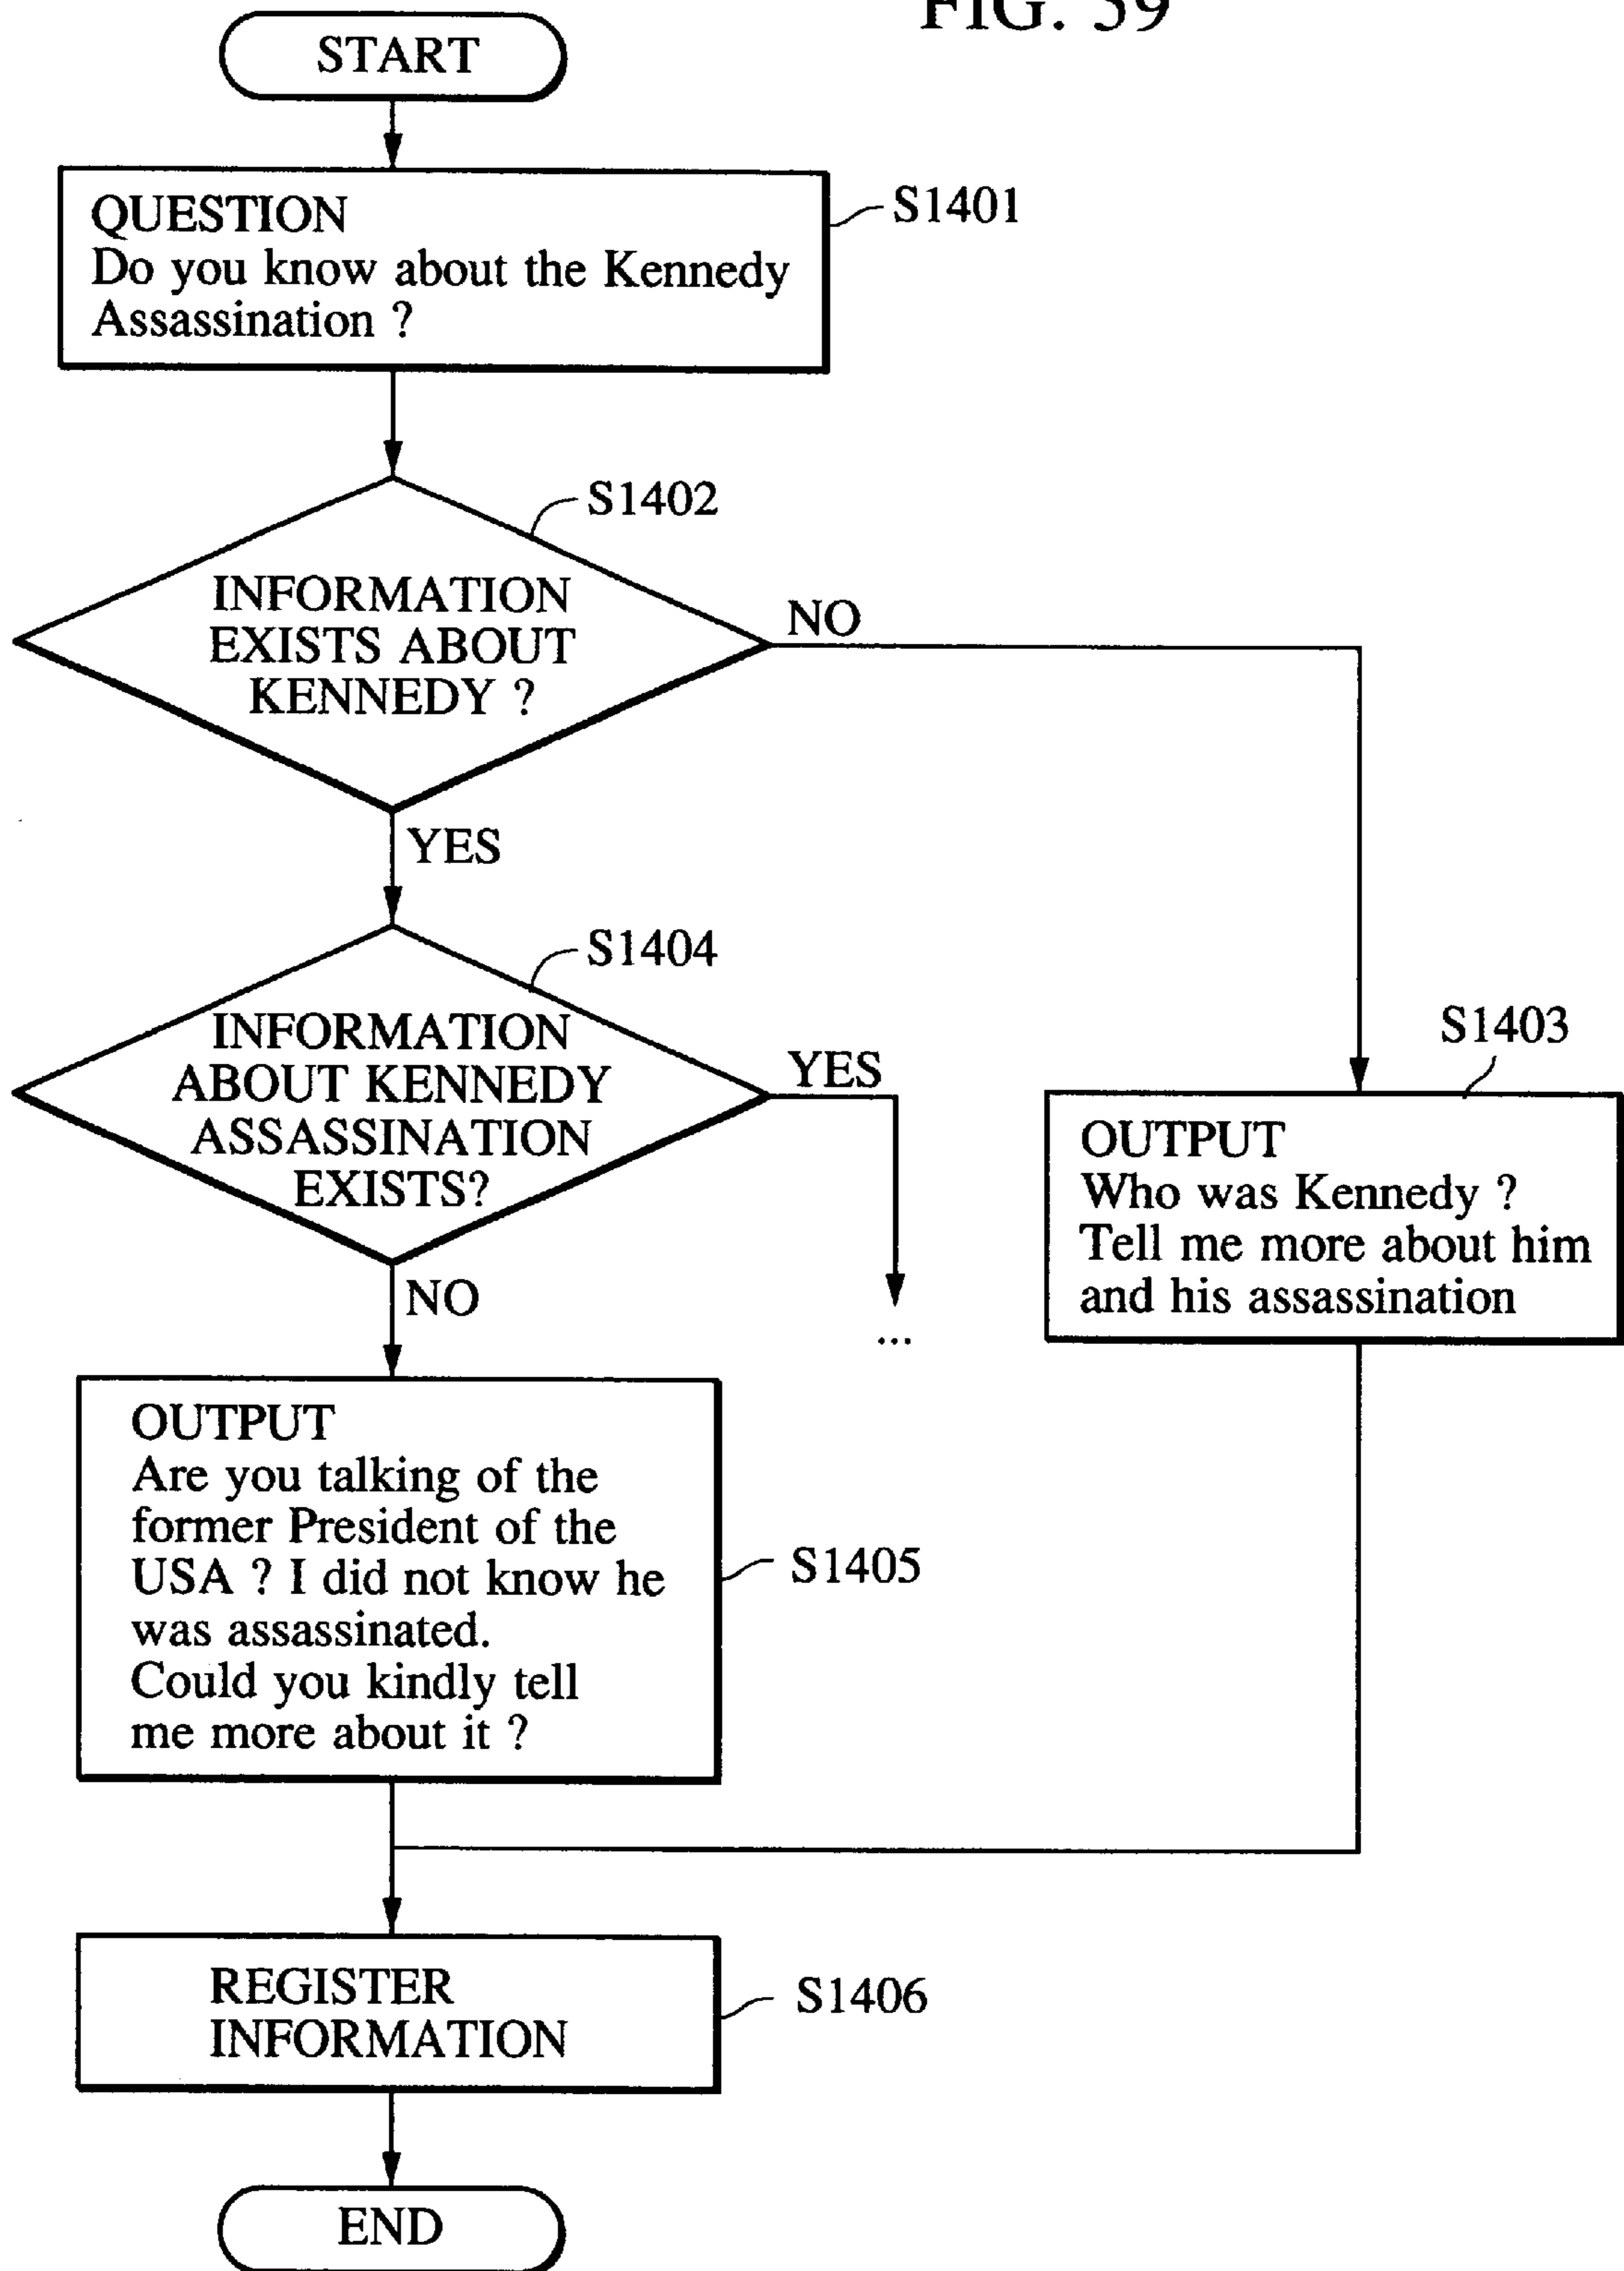 FIG. 39
START
QUESTION
Do you know about the Kennedy
Assassination ?
S1401
S1402
INFORMATION
EXISTS ABOUT
KENNEDY ?
NO
YES
S1404
INFORMATION
ABOUT KENNEDY
ASSASSINATION
EXISTS?
YES
...
NO
S1403
OUTPUT
Who was Kennedy ?
Tell me more about him
and his assassination
OUTPUT
Are you talking of the
former President of the
USA ? I did not know he
was assassinated.
Could you kindly tell
me more about it ?
S1405
REGISTER
INFORMATION
S1406
END